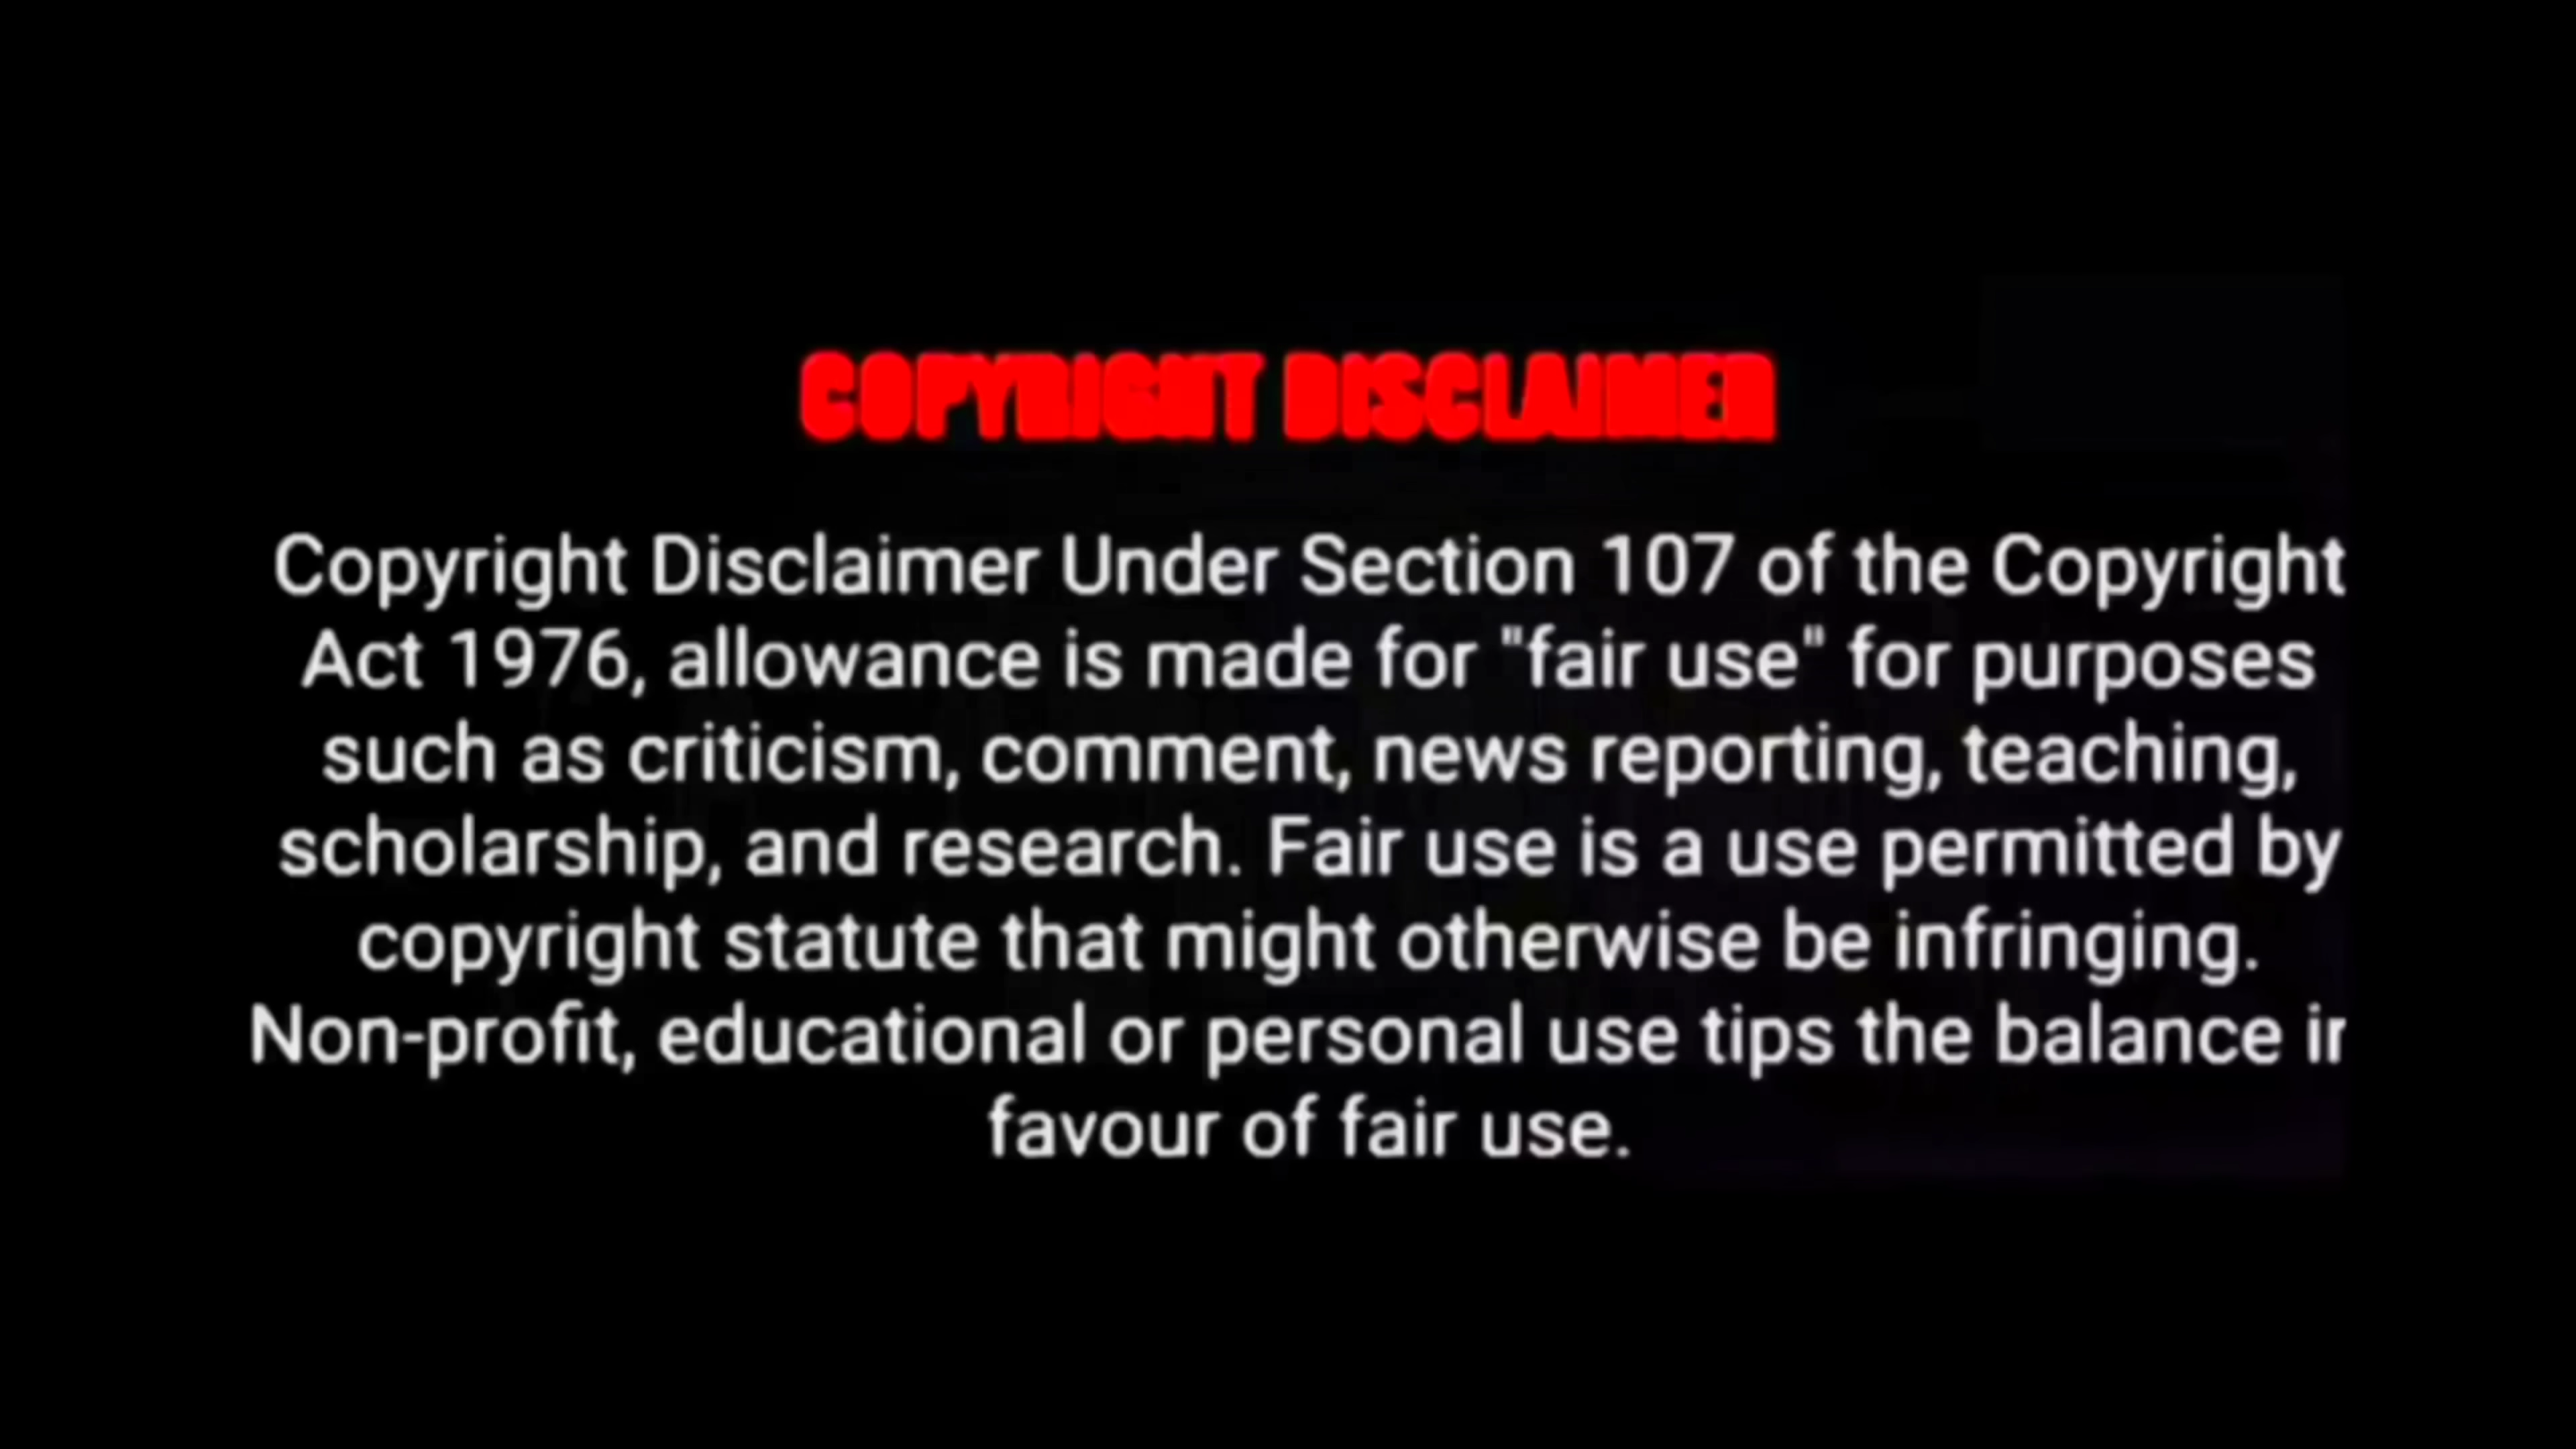 COPYRIGHT DISCLAIMER
Copyright Disclaimer Under Section 107 of the Copyright
Act 1976, allowance is made for "fair use" for purposes
such as criticism, comment, news reporting, teaching,
scholarship, and research. Fair use is a use permitted by
copyright statute that might otherwise be infringing.
Non-profit, educational or personal use tips the balance in
favour of fair use.